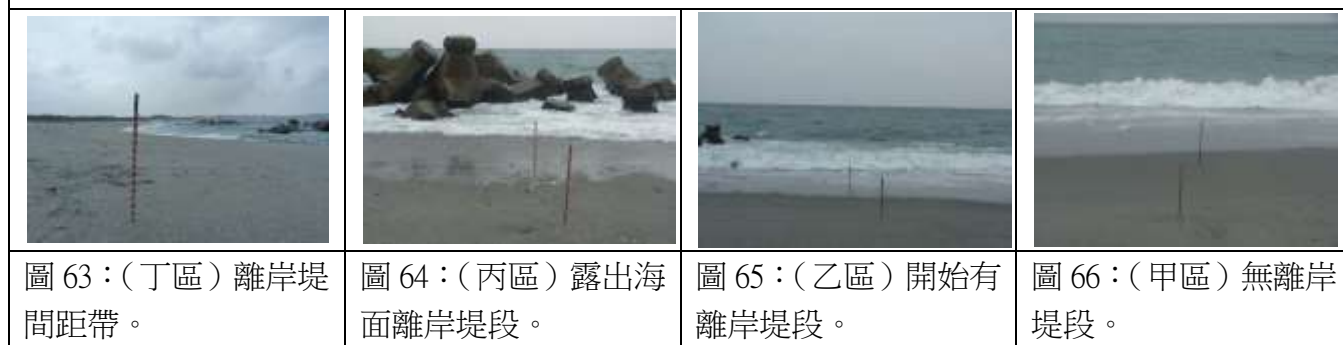 圖 63:(丁區)離岸堤
間距帶。
圖 64:(丙區)露出海
面離岸堤段。
圖 65:(乙區)開始有
離岸堤段。
圖 66:(甲區)無離岸
堤段。